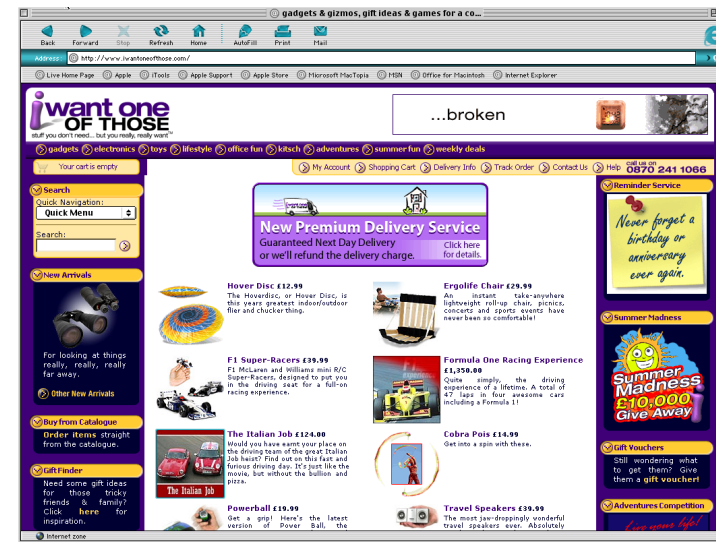 gadgets & gizmos, gift ideas & games for a co...
Back Forward Stop Refresh Home AutoFill Print Mail
Address: http://www.iwantoneofthose.com/
Live Home Page Apple iTools Apple Support Apple Store Microsoft MacTopia MSN Office for Macintosh Internet Explorer
i want one
OF THOSE
stuff you don't need... but you really, really want™
...broken
gadgets electronics toys lifestyle office fun kitsch adventures summer fun weekly deals
Your cart is empty
My Account Shopping Cart Delivery Info Track Order Contact Us Help call us on 0870 241 1066
Search
Quick Navigation:
Quick Menu
Search:
New Arrivals
For looking at things
really, really, really
far away.
Other New Arrivals
Buy from Catalogue
Order items straight
from the catalogue.
Gift Finder
Need some gift ideas
for those tricky
friends & family?
Click here for
inspiration.
New Premium Delivery Service
Guaranteed Next Day Delivery
or we'll refund the delivery charge.
Click here
for details.
Hover Disc £12.99
The Hoverdisc, or Hover Disc, is
this years greatest indoor/outdoor
flier and chucker thing.
Ergolife Chair £29.99
An instant take-anywhere
lightweight roll-up chair, picnics,
concerts and sports events have
never been so comfortable!
F1 Super-Racers £39.99
F1 McLaren and Williams mini R/C
Super-Racers, designed to put you
in the driving seat for a full-on
racing experience.
Formula One Racing Experience
£1,350.00
Quite simply, the driving
experience of a lifetime. A total of
47 laps in four awesome cars
including a Formula 1!
The Italian Job £124.00
Would you have earnt your place on
the driving team of the great Italian
Job heist? Find out on this fast and
furious driving day. It's just like the
movie, but without the bullion and
pizza.
The Italian Job
Cobra Pois £14.99
Get into a spin with these.
Powerball £19.99
Get a grip! Here's the latest
version of Power Ball, the
Travel Speakers £39.99
The most jaw-droppingly wonderful
travel speakers ever. Absolutely
Reminder Service
Never forget a
birthday or
anniversary
ever again.
Summer Madness
Summer
Madness
£10,000
Give Away
Gift Vouchers
Still wondering what
to get them? Give
them a gift voucher!
Adventures Competition
Live your life!
Internet zone